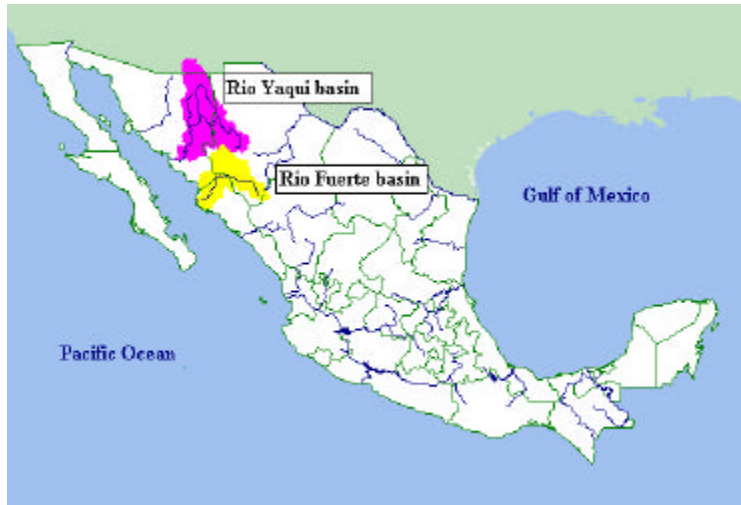 Rio Yaqui basin
Rio Fuerte basin
Gulf of Mexico
Pacific Ocean